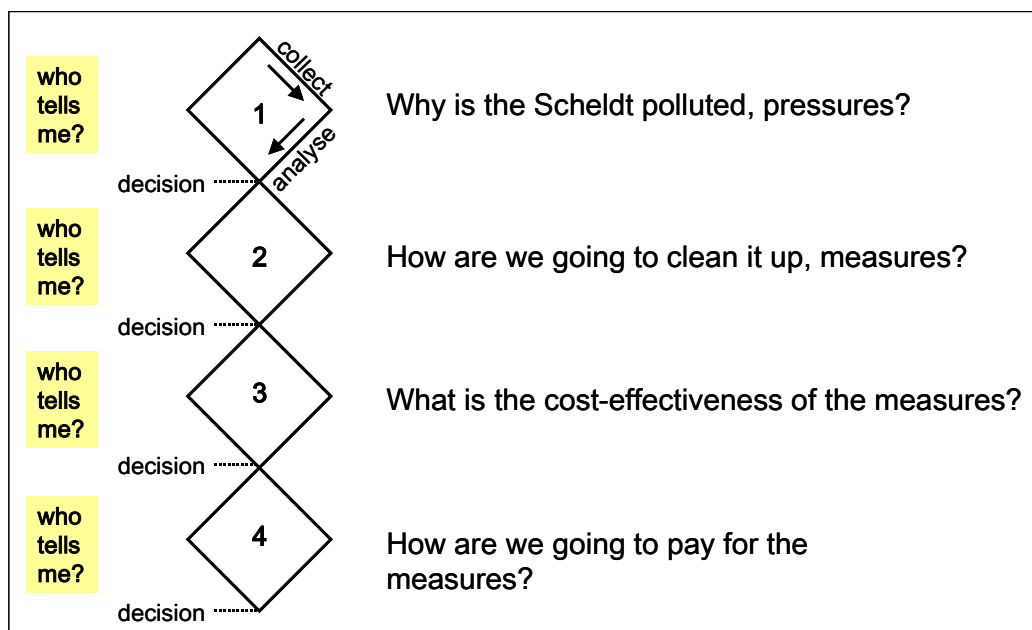 who
tells
me?
collect
1
analyse
Why is the Scheldt polluted, pressures?
decision
who
tells
me?
2
How are we going to clean it up, measures?
decision
who
tells
me?
3
What is the cost-effectiveness of the measures?
decision
who
tells
me?
4
How are we going to pay for the
measures?
decision